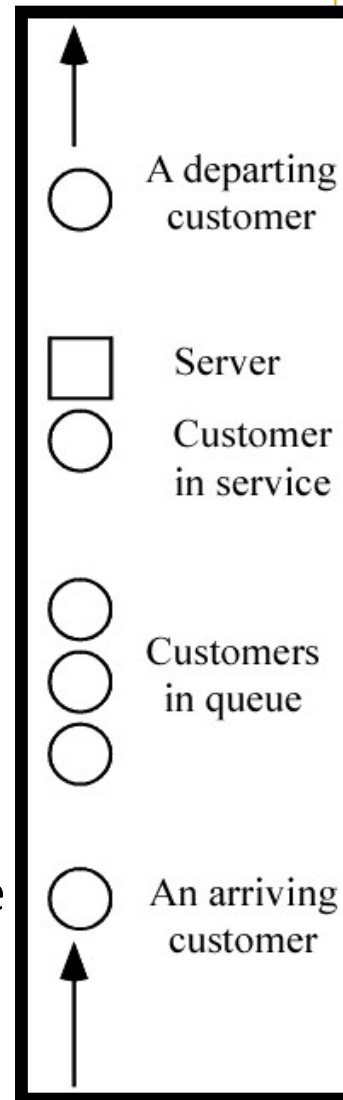 A departing
customer
Server
Customer
in service
Customers
in queue
e
An arriving
customer